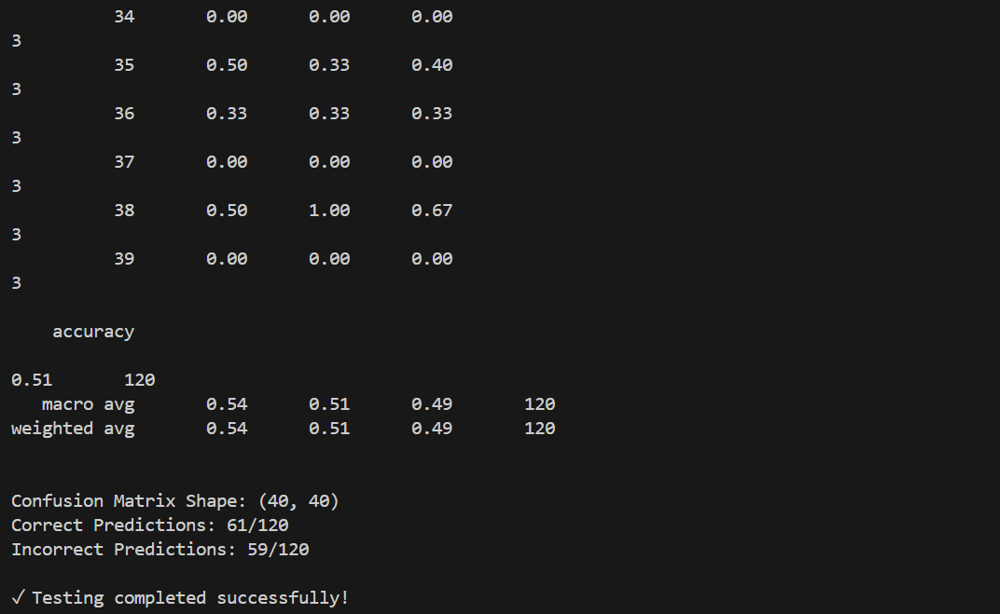 34 0.00 0.00 0.00
3
35 0.50 0.33 0.40
3
36 0.33 0.33 0.33
3
37 0.00 0.00 0.00
3
38 0.50 1.00 0.67
3
39 0.00 0.00 0.00
3
accuracy
0.51 120
macro avg 0.54 0.51 0.49 120
weighted avg 0.54 0.51 0.49 120
Confusion Matrix Shape: (40, 40)
Correct Predictions: 61/120
Incorrect Predictions: 59/120
✓ Testing completed successfully!